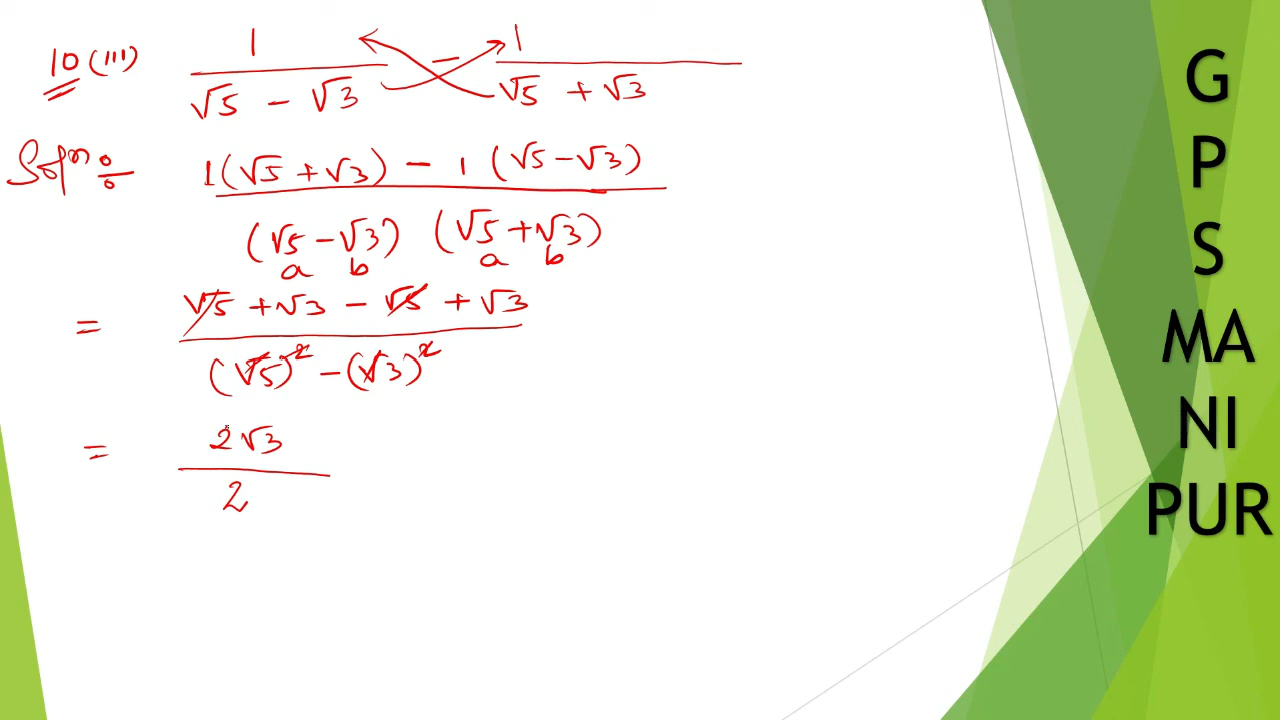 10 (iii) 1/(√5 - √3) - 1/(√5 + √3)
Sol^n :- (1(√5 + √3) - 1(√5 - √3))/((√5 - √3) (√5 + √3))
a b a b
= (√5 + √3 - √5 + √3)/((√5)² - (√3)²)
= 2√3/2
G
P
S
MA
NI
PUR